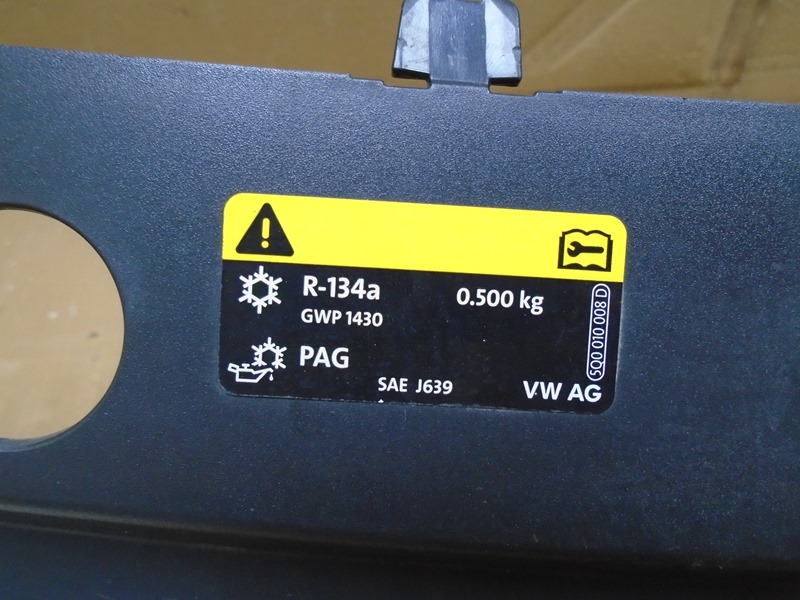 R-134a 0.500 kg
GWP 1430
PAG
SAE J639
VW AG
5Q0 010 008 D